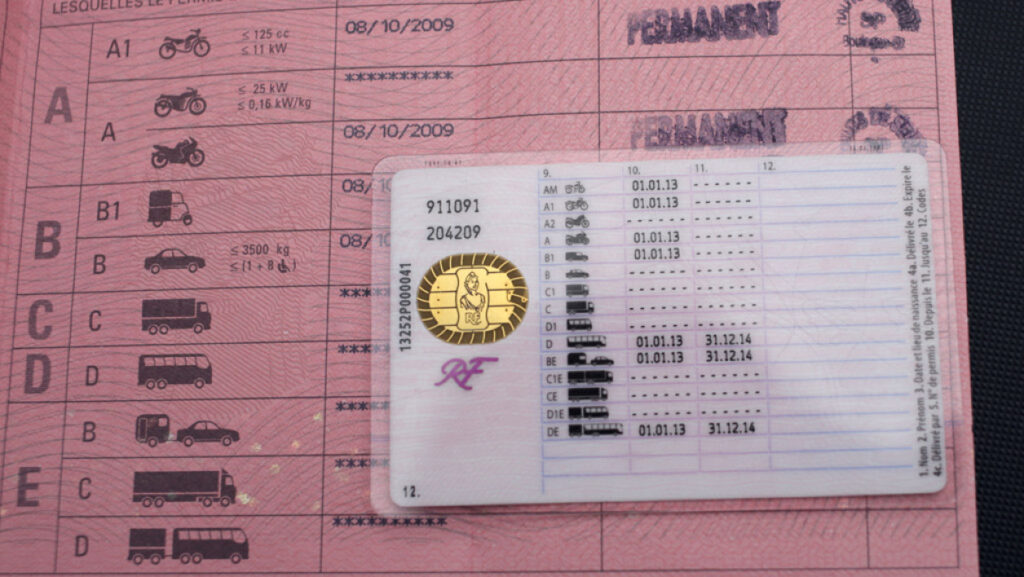 LESQUELLES LE PERMIS
A1 ≤ 125 cc 08/10/2009 PERMANENT
≤ 11 kW
**********
A
≤ 25 kW
≤ 0,16 kW/kg
A 08/10/2009 PERMANENT
B
B1 08/10
B ≤ 3500 kg 08/10
≤ (1 + 8 )
C
C ***
D
D ***
E
B ***
C ***
D **********
911091
204209
13252P000041
RF
12.
9. 10. 11. 12.
AM 01.01.13 - - - - - -
A1 01.01.13 - - - - - -
A2 - - - - - - - - - - - -
A 01.01.13 - - - - - -
B1 01.01.13 - - - - - -
B - - - - - - - - - - - -
C1 - - - - - - - - - - - -
C - - - - - - - - - - - -
D1 - - - - - - - - - - - -
D 01.01.13 31.12.14
BE 01.01.13 31.12.14
C1E - - - - - - - - - - - -
CE - - - - - - - - - - - -
D1E - - - - - - - - - - - -
DE 01.01.13 31.12.14
1. Nom 2. Prénom 3. Date et lieu de naissance 4a. Délivré le 4b. Expire le
4c. Délivré par 5. N° de permis 10. Depuis le 11. Jusqu'au 12. Codes